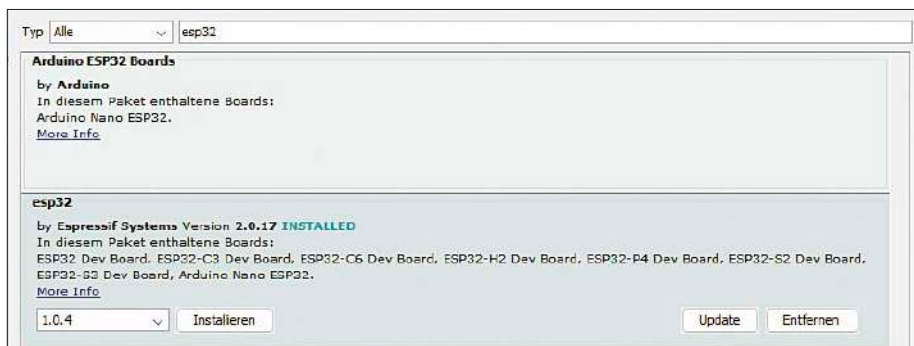 Typ Alle esp32
Arduino ESP32 Boards
by Arduino
In diesem Paket enthaltene Boards:
Arduino Nano ESP32.
More Info
esp32
by Espressif Systems Version 2.0.17 INSTALLED
In diesem Paket enthaltene Boards:
ESP32 Dev Board, ESP32-C3 Dev Board, ESP32-C6 Dev Board, ESP32-H2 Dev Board, ESP32-P4 Dev Board, ESP32-S2 Dev Board,
ESP32-S3 Dev Board, Arduino Nano ESP32.
More Info
1.0.4 Installieren Update Entfernen